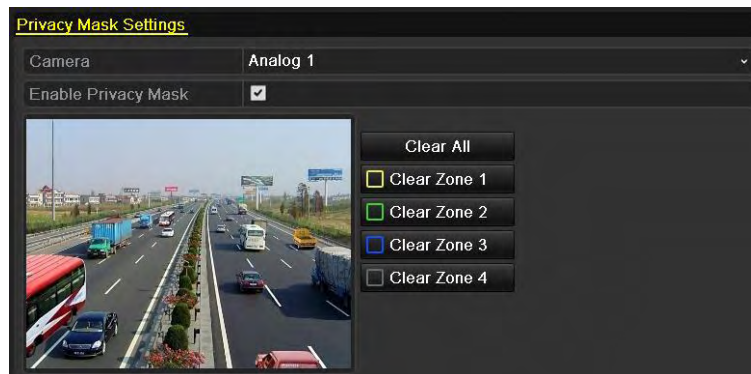 Privacy Mask Settings
Camera Analog 1
Enable Privacy Mask
Clear All
Clear Zone 1
Clear Zone 2
Clear Zone 3
Clear Zone 4